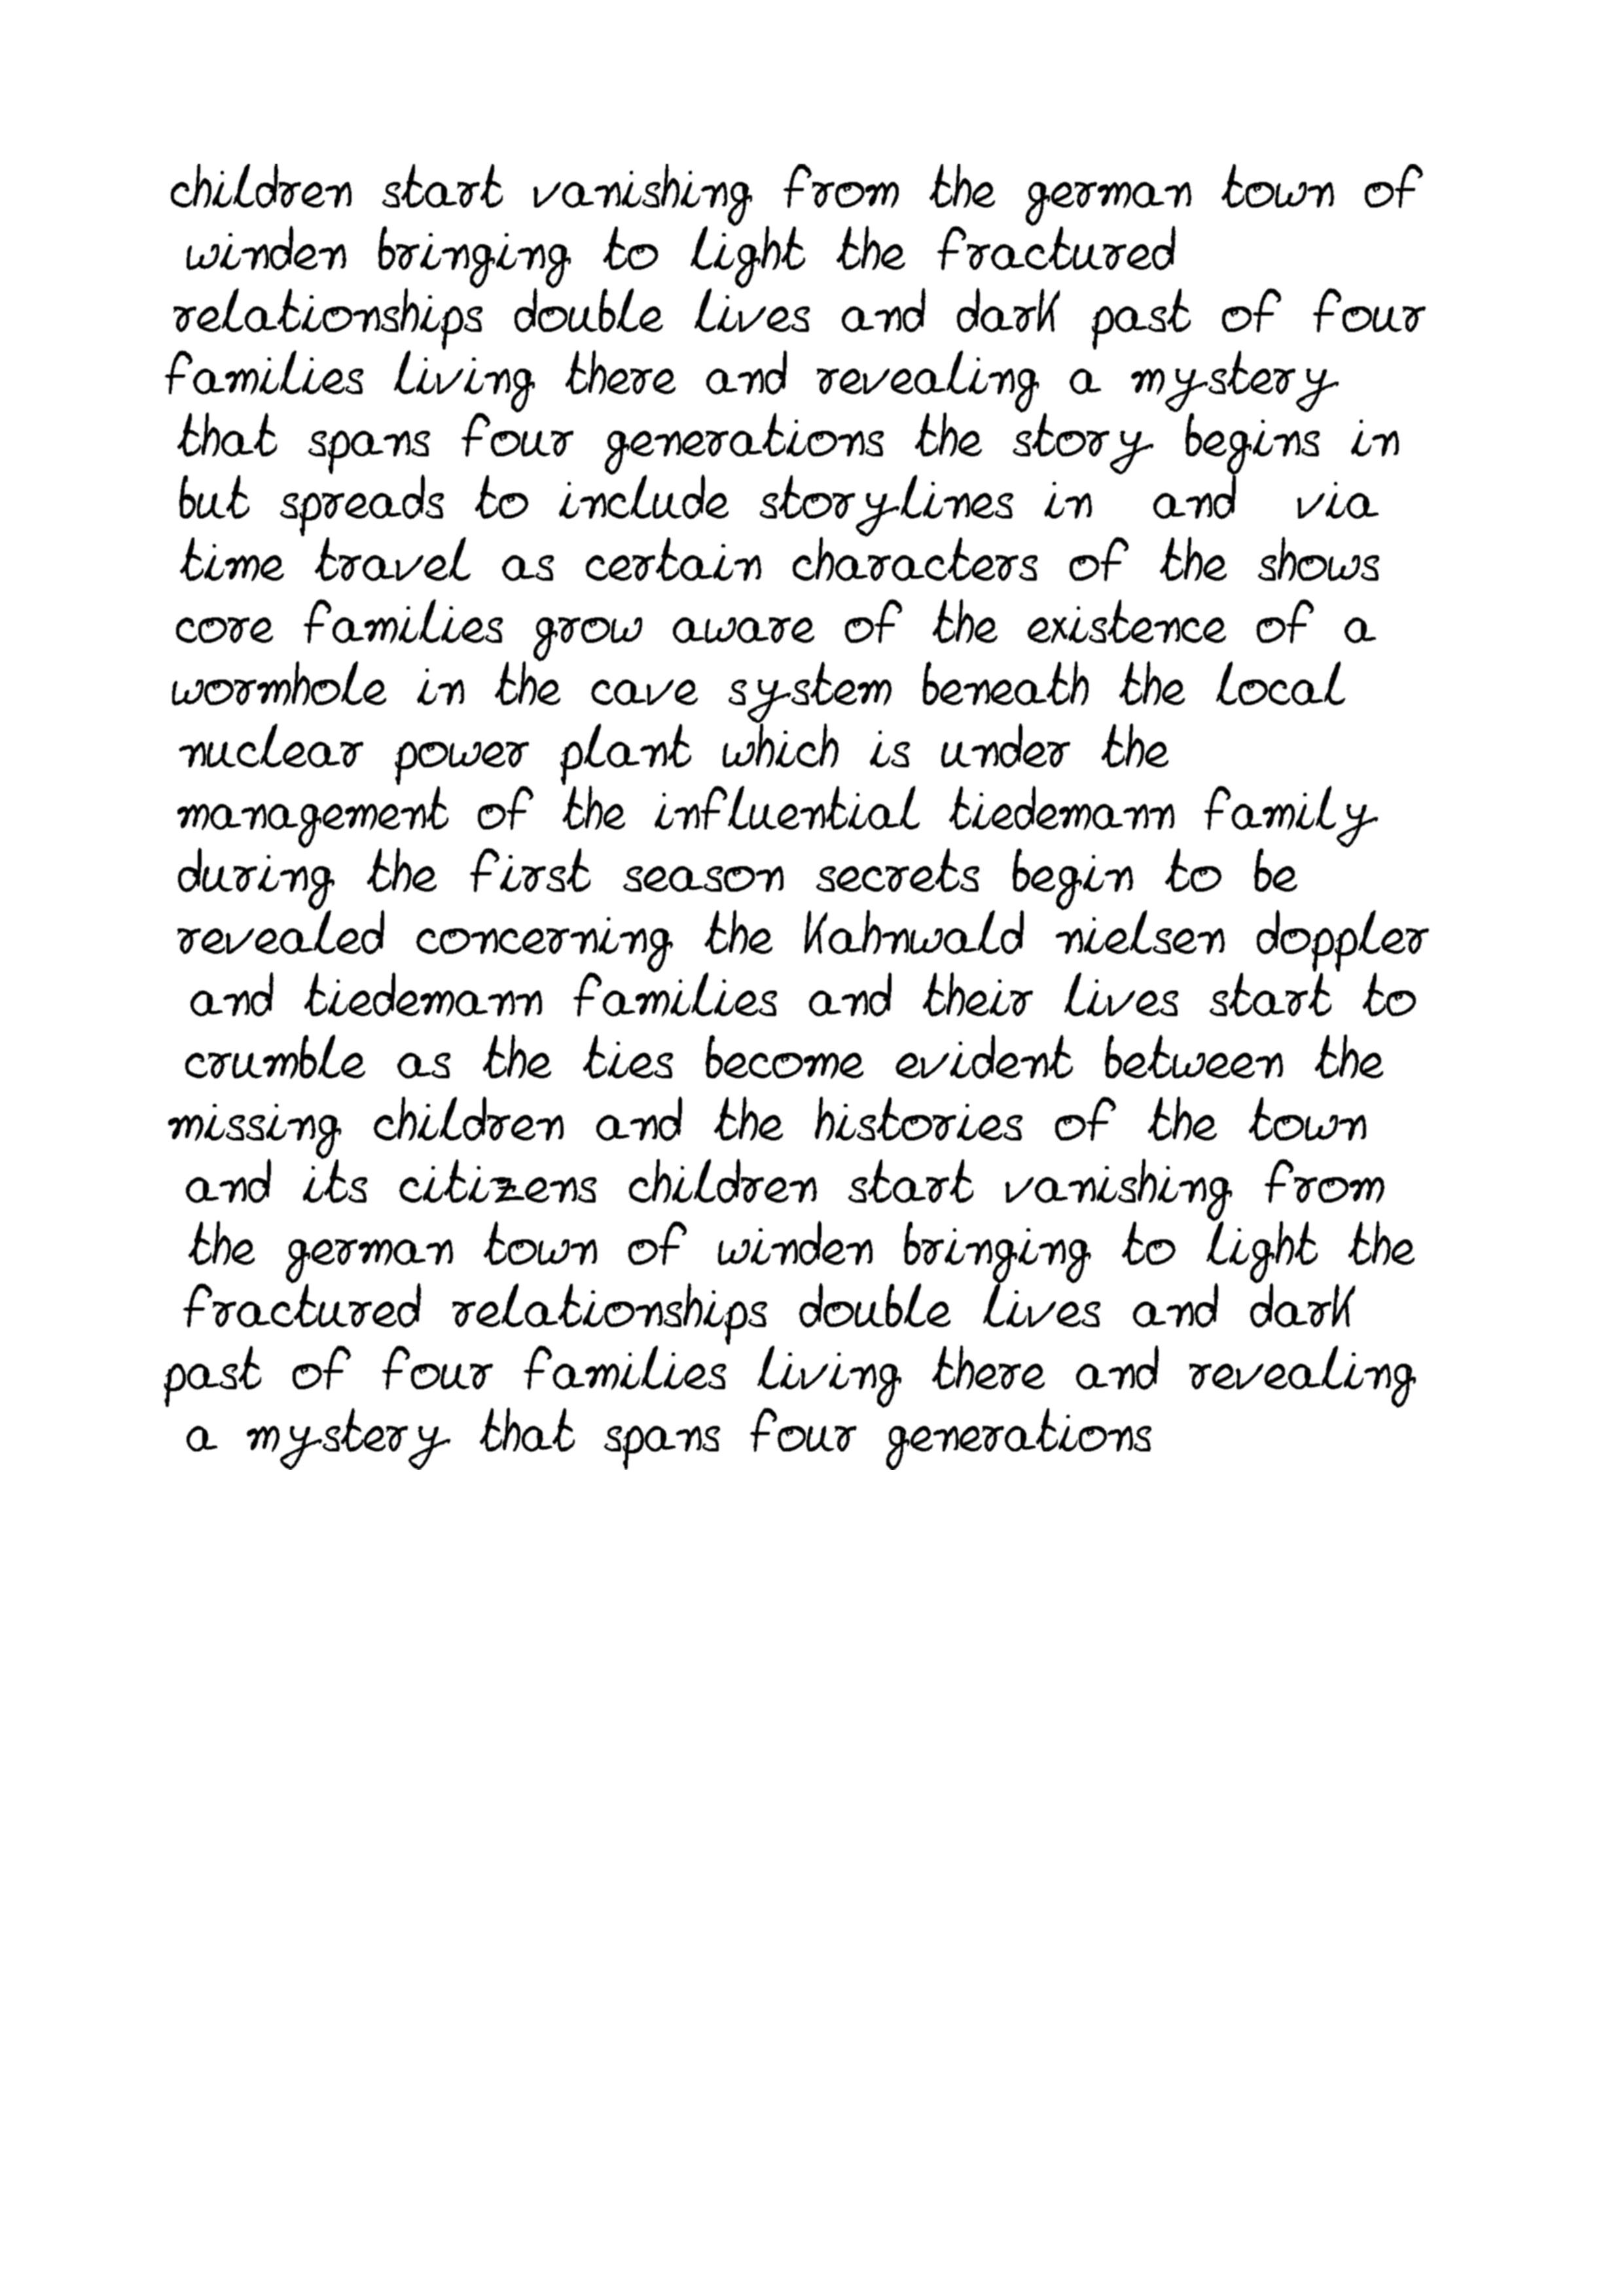 children start vanishing from the german town of
winden bringing to light the fractured
relationships double lives and dark past of four
families living there and revealing a mystery
that spans four generations the story begins in
but spreads to include storylines in and via
time travel as certain characters of the shows
core families grow aware of the existence of a
wormhole in the cave system beneath the local
nuclear power plant which is under the
management of the influential tiedemann family
during the first season secrets begin to be
revealed concerning the kahnwald nielsen doppler
and tiedemann families and their lives start to
crumble as the ties become evident between the
missing children and the histories of the town
and its citizens children start vanishing from
the german town of winden bringing to light the
fractured relationships double lives and dark
past of four families living there and revealing
a mystery that spans four generations